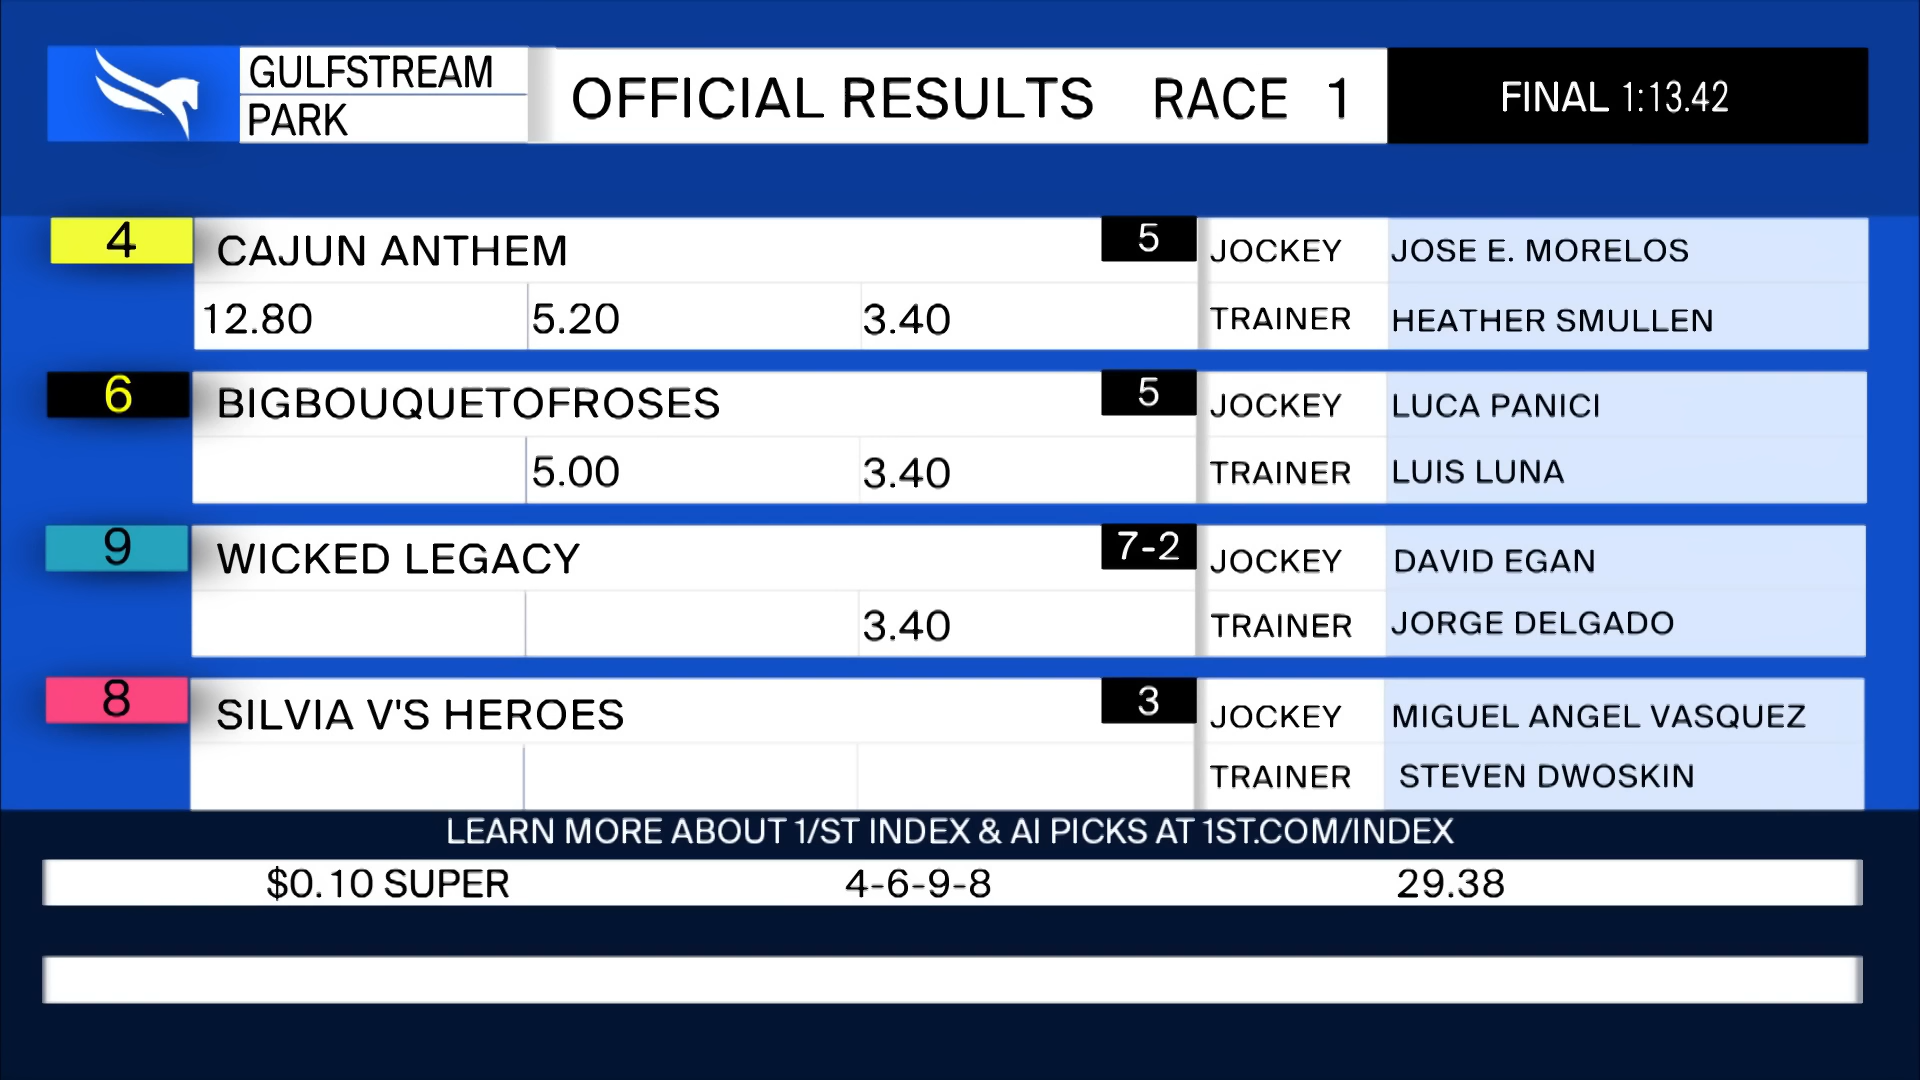 GULFSTREAM
PARK
OFFICIAL RESULTS RACE 1
FINAL 1:13.42
4 CAJUN ANTHEM 5 JOCKEY JOSE E. MORELOS
12.80 5.20 3.40 TRAINER HEATHER SMULLEN
6 BIGBOUQUETOFROSES 5 JOCKEY LUCA PANICI
5.00 3.40 TRAINER LUIS LUNA
9 WICKED LEGACY 7-2 JOCKEY DAVID EGAN
3.40 TRAINER JORGE DELGADO
8 SILVIA V'S HEROES 3 JOCKEY MIGUEL ANGEL VASQUEZ
TRAINER STEVEN DWOSKIN
LEARN MORE ABOUT 1/ST INDEX & AI PICKS AT 1ST.COM/INDEX
$0.10 SUPER 4-6-9-8 29.38